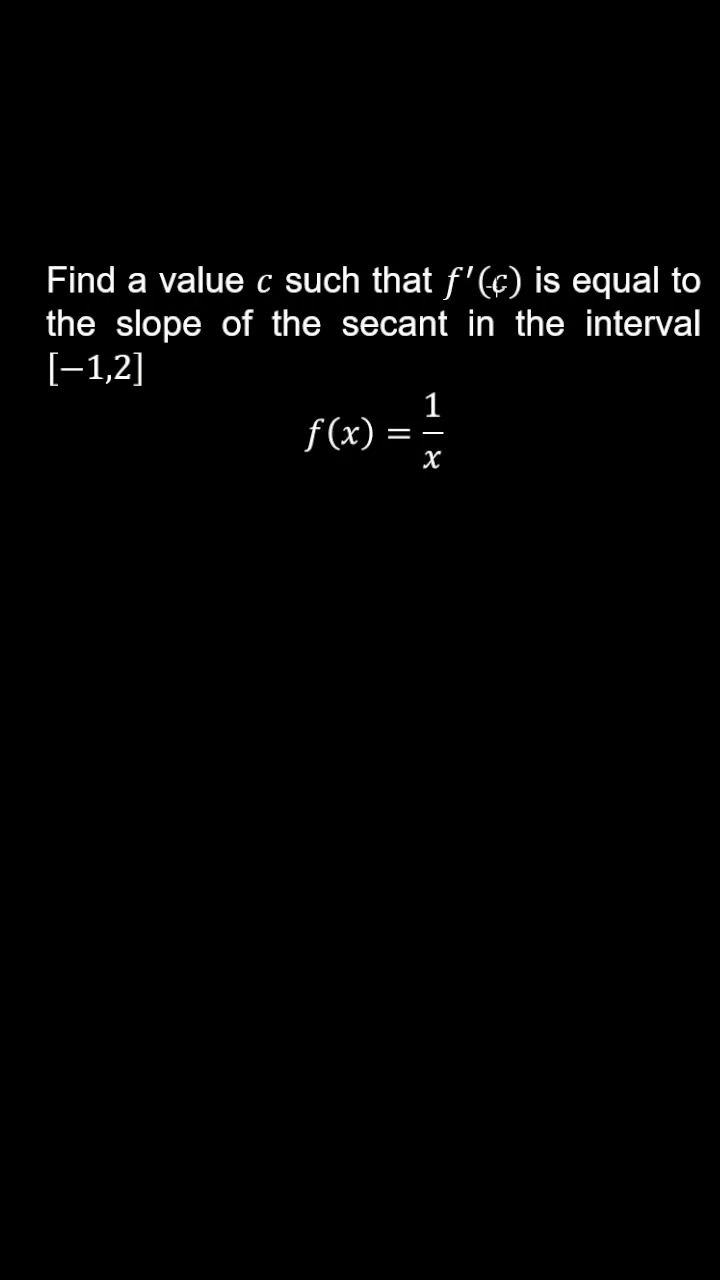 Find a value c such that f′(c) is equal to
the slope of the secant in the interval
[−1,2]
f(x) = 1/x